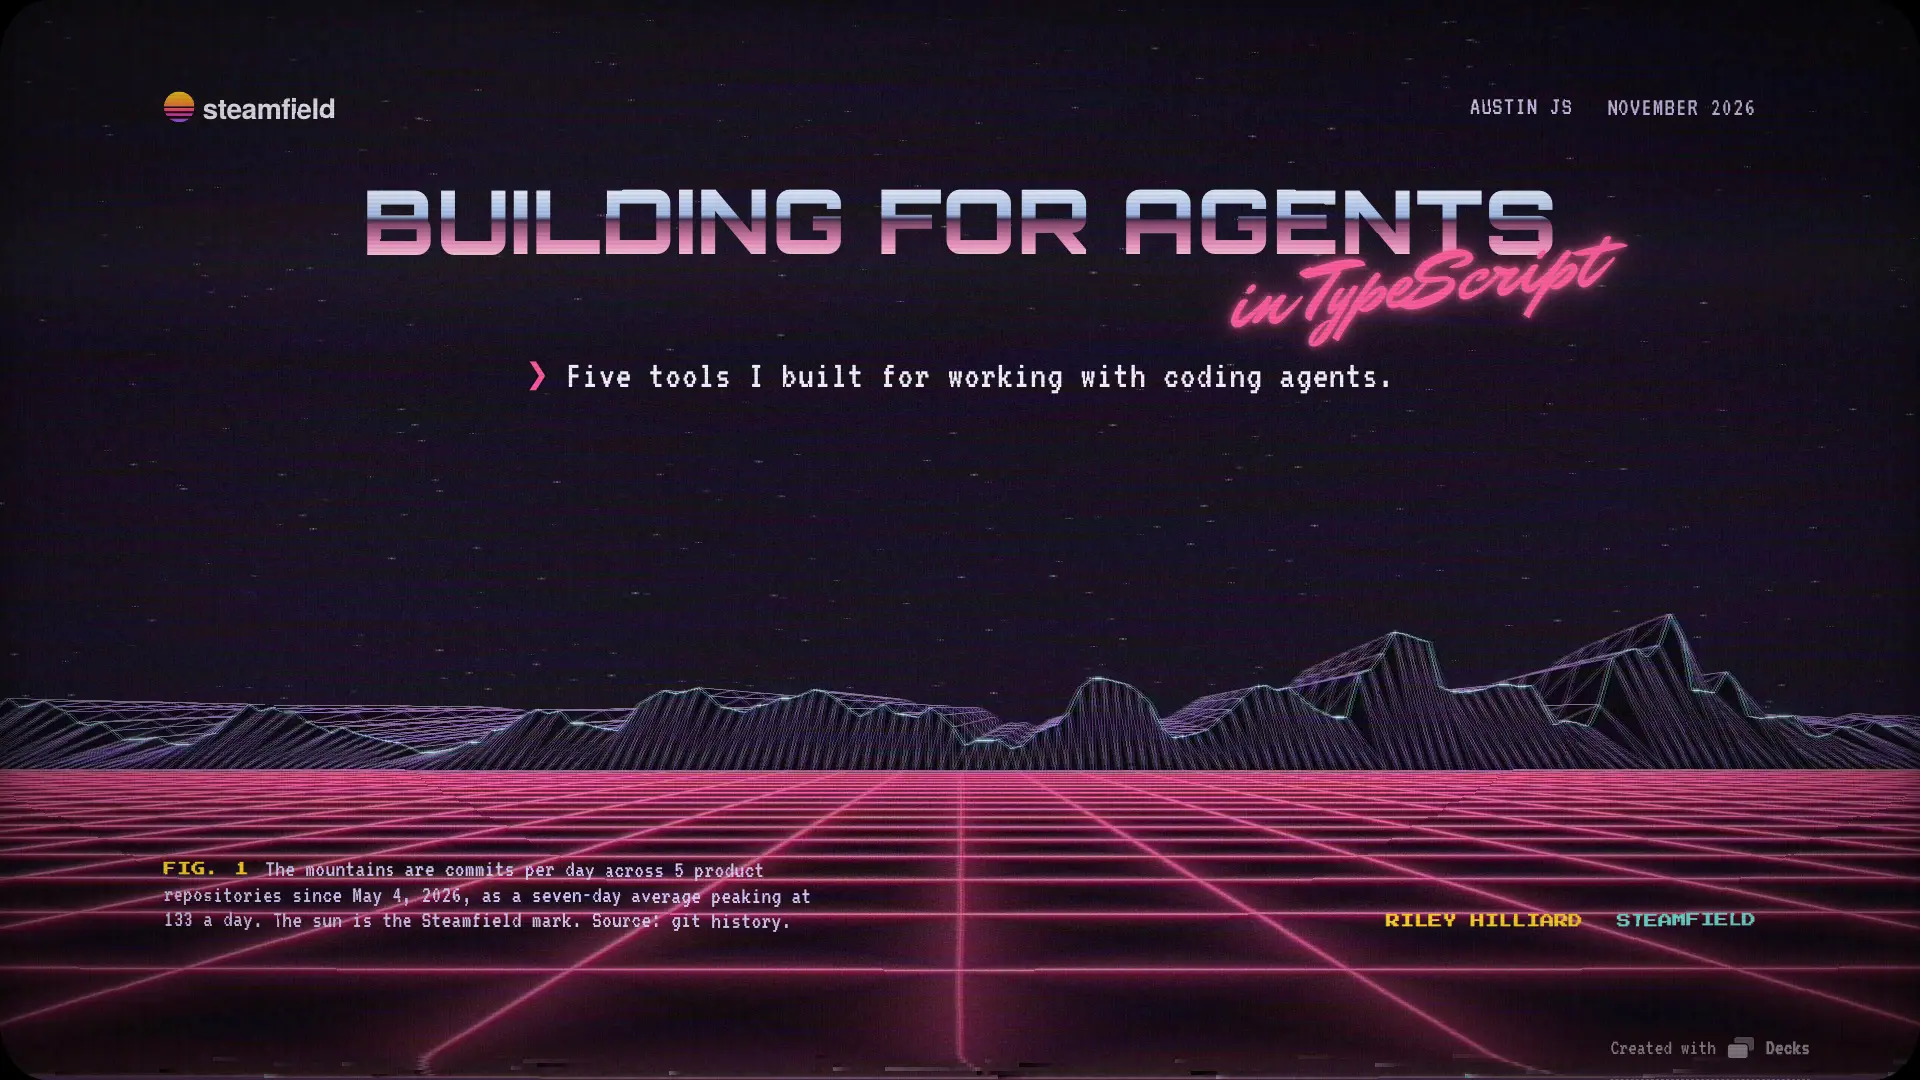 steamfield
AUSTIN JS NOVEMBER 2026
BUILDING FOR AGENTS
in TypeScript
❯ Five tools I built for working with coding agents.
FIG. 1 The mountains are commits per day across 5 product
repositories since May 4, 2026, as a seven-day average peaking at
133 a day. The sun is the Steamfield mark. Source: git history.
RILEY HILLIARD STEAMFIELD
Created with Decks